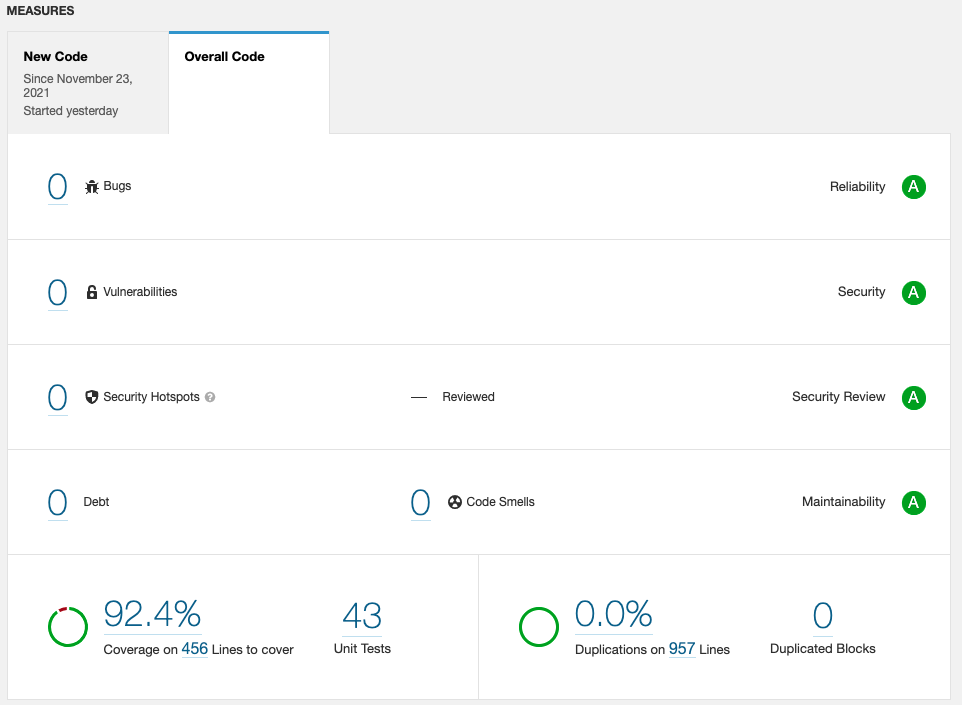 MEASURES
New Code
Since November 23,
2021
Started yesterday
Overall Code
0 Bugs Reliability A
0 Vulnerabilities Security A
0 Security Hotspots ? — Reviewed Security Review A
0 Debt 0 Code Smells Maintainability A
92.4%
Coverage on 456 Lines to cover
43
Unit Tests
0.0%
Duplications on 957 Lines
0
Duplicated Blocks